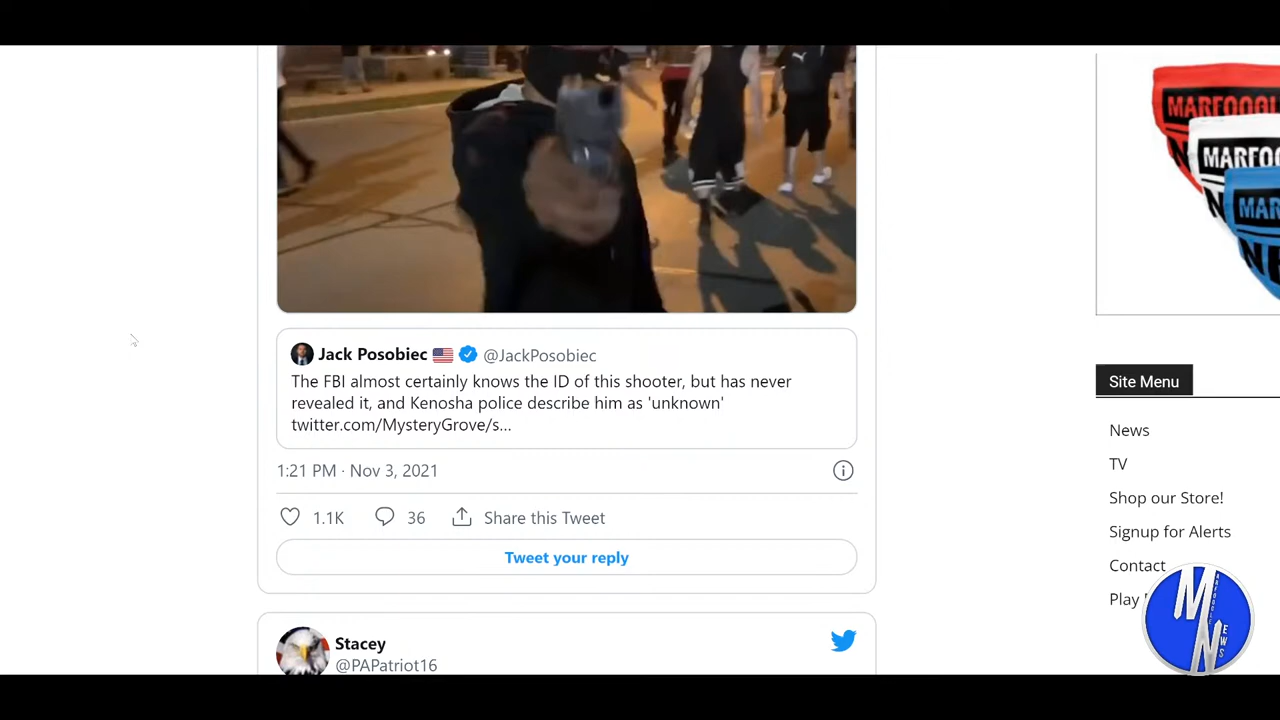 MARFOOGL
MARFOO
MAR
Jack Posobiec @JackPosobiec
The FBI almost certainly knows the ID of this shooter, but has never
revealed it, and Kenosha police describe him as 'unknown'
twitter.com/MysteryGrove/s...
1:21 PM · Nov 3, 2021
1.1K 36 Share this Tweet
Tweet your reply
Stacey
@PAPatriot16
Site Menu
News
TV
Shop our Store!
Signup for Alerts
Contact
Play
MN
EWS